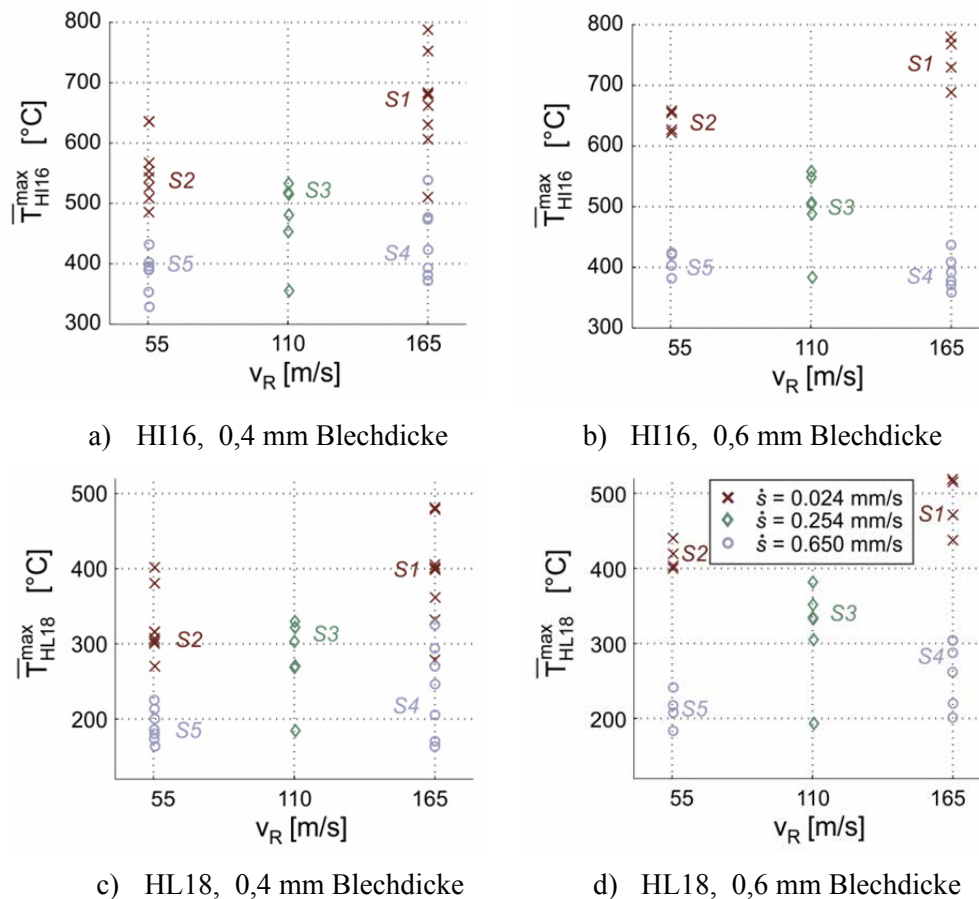 800
700
600
500
400
300
T̅ᵐᵃˣ_HI16 [°C]
S1
S2
S3
S4
S5
55 110 165
v_R [m/s]
a) HI16, 0,4 mm Blechdicke
800
700
600
500
400
300
T̅ᵐᵃˣ_HI16 [°C]
S1
S2
S3
S4
S5
55 110 165
v_R [m/s]
b) HI16, 0,6 mm Blechdicke
500
400
300
200
T̅ᵐᵃˣ_HL18 [°C]
S1
S2
S3
S4
S5
55 110 165
v_R [m/s]
c) HL18, 0,4 mm Blechdicke
500
400
300
200
T̅ᵐᵃˣ_HL18 [°C]
ṡ = 0.024 mm/s
ṡ = 0.254 mm/s
ṡ = 0.650 mm/s
S1
S2
S3
S4
S5
55 110 165
v_R [m/s]
d) HL18, 0,6 mm Blechdicke